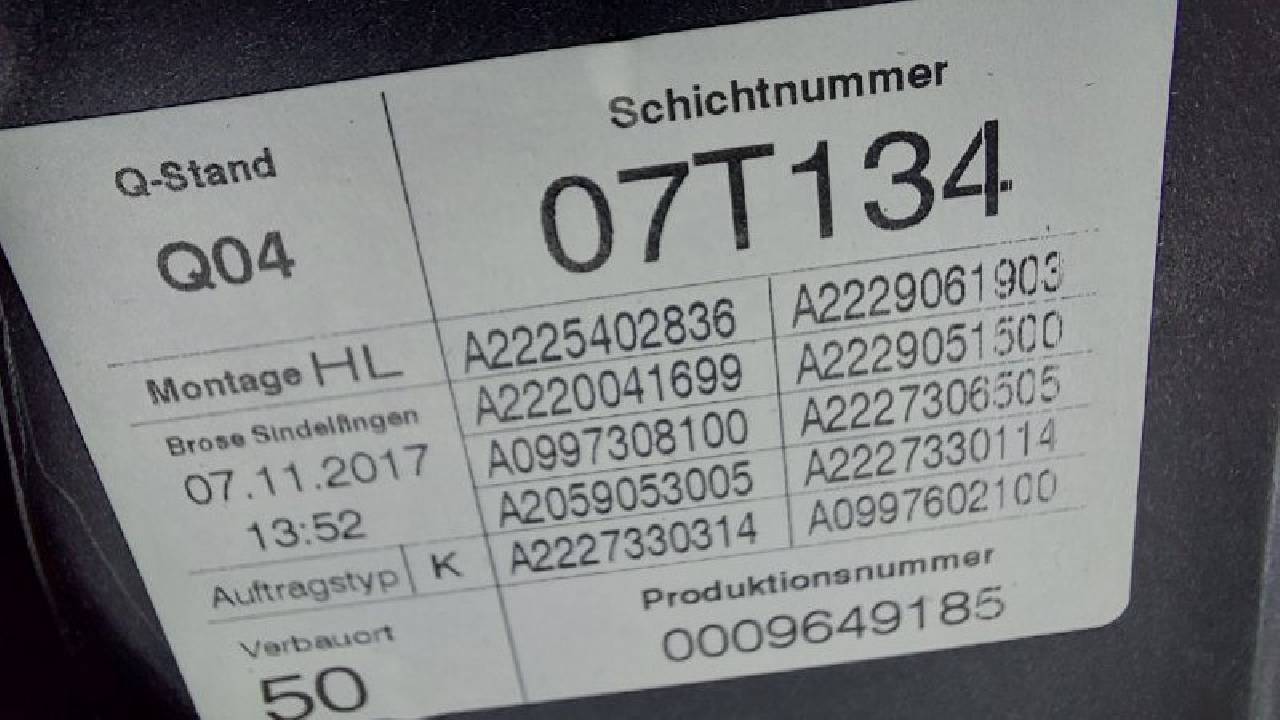 Q-Stand
Q04
Schichtnummer
07T134
Montage HL
Brose Sindelfingen
07.11.2017
13:52
Auftragstyp K
Verbauort
50
A2225402836 A2229061903
A2220041699 A2229051500
A0997308100 A2227306505
A2059053005 A2227330114
A2227330314 A0997602100
Produktionsnummer
0009649185